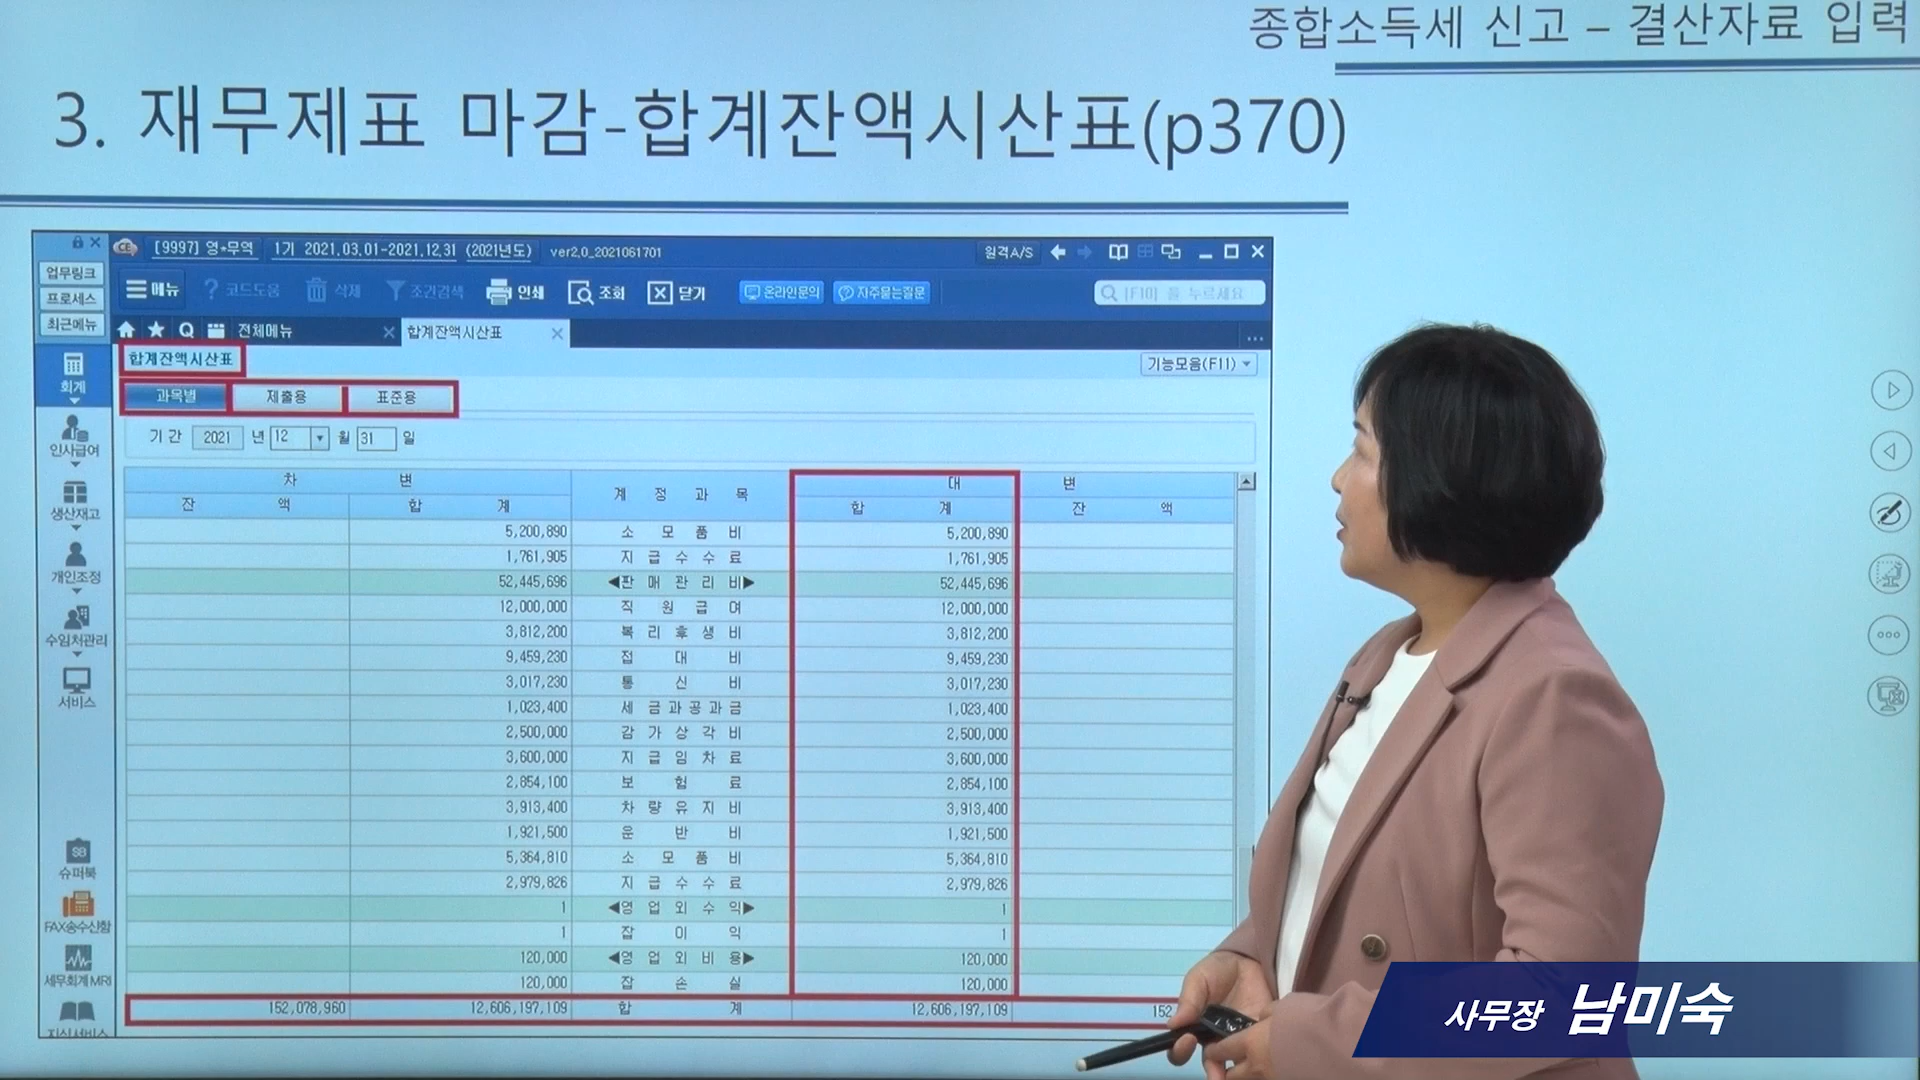 종합소득세 신고 – 결산자료 입력
3. 재무제표 마감-합계잔액시산표(p370)
[9997] 영*무역 1기 2021.03.01-2021.12.31 (2021년도) ver2.0_2021061701 원격A/S
업무링크
프로세스
최근메뉴
메뉴 코드도움 삭제 조건검색 인쇄 조회 닫기 온라인문의 자주묻는질문 [F10] 을 누르세요
전체메뉴 합계잔액시산표
합계잔액시산표 기능모음(F11)
과목별 제출용 표준용
기 간 2021 년 12 월 31 일
회계
인사급여
생산재고
개인조정
수임처관리
서비스
슈퍼북
FAX송수신함
세무회계 MRI
지식서비스
차 변 계 정 과 목 대 변
잔 액 합 계 합 계 잔 액
5,200,890 소 모 품 비 5,200,890
1,761,905 지 급 수 수 료 1,761,905
52,445,696 ◀판 매 관 리 비▶ 52,445,696
12,000,000 직 원 급 여 12,000,000
3,812,200 복 리 후 생 비 3,812,200
9,459,230 접 대 비 9,459,230
3,017,230 통 신 비 3,017,230
1,023,400 세 금 과 공 과 금 1,023,400
2,500,000 감 가 상 각 비 2,500,000
3,600,000 지 급 임 차 료 3,600,000
2,854,100 보 험 료 2,854,100
3,913,400 차 량 유 지 비 3,913,400
1,921,500 운 반 비 1,921,500
5,364,810 소 모 품 비 5,364,810
2,979,826 지 급 수 수 료 2,979,826
1 ◀영 업 외 수 익▶ 1
1 잡 이 익 1
120,000 ◀영 업 외 비 용▶ 120,000
120,000 잡 손 실 120,000
152,078,960 12,606,197,109 합 계 12,606,197,109 152
사무장 남미숙